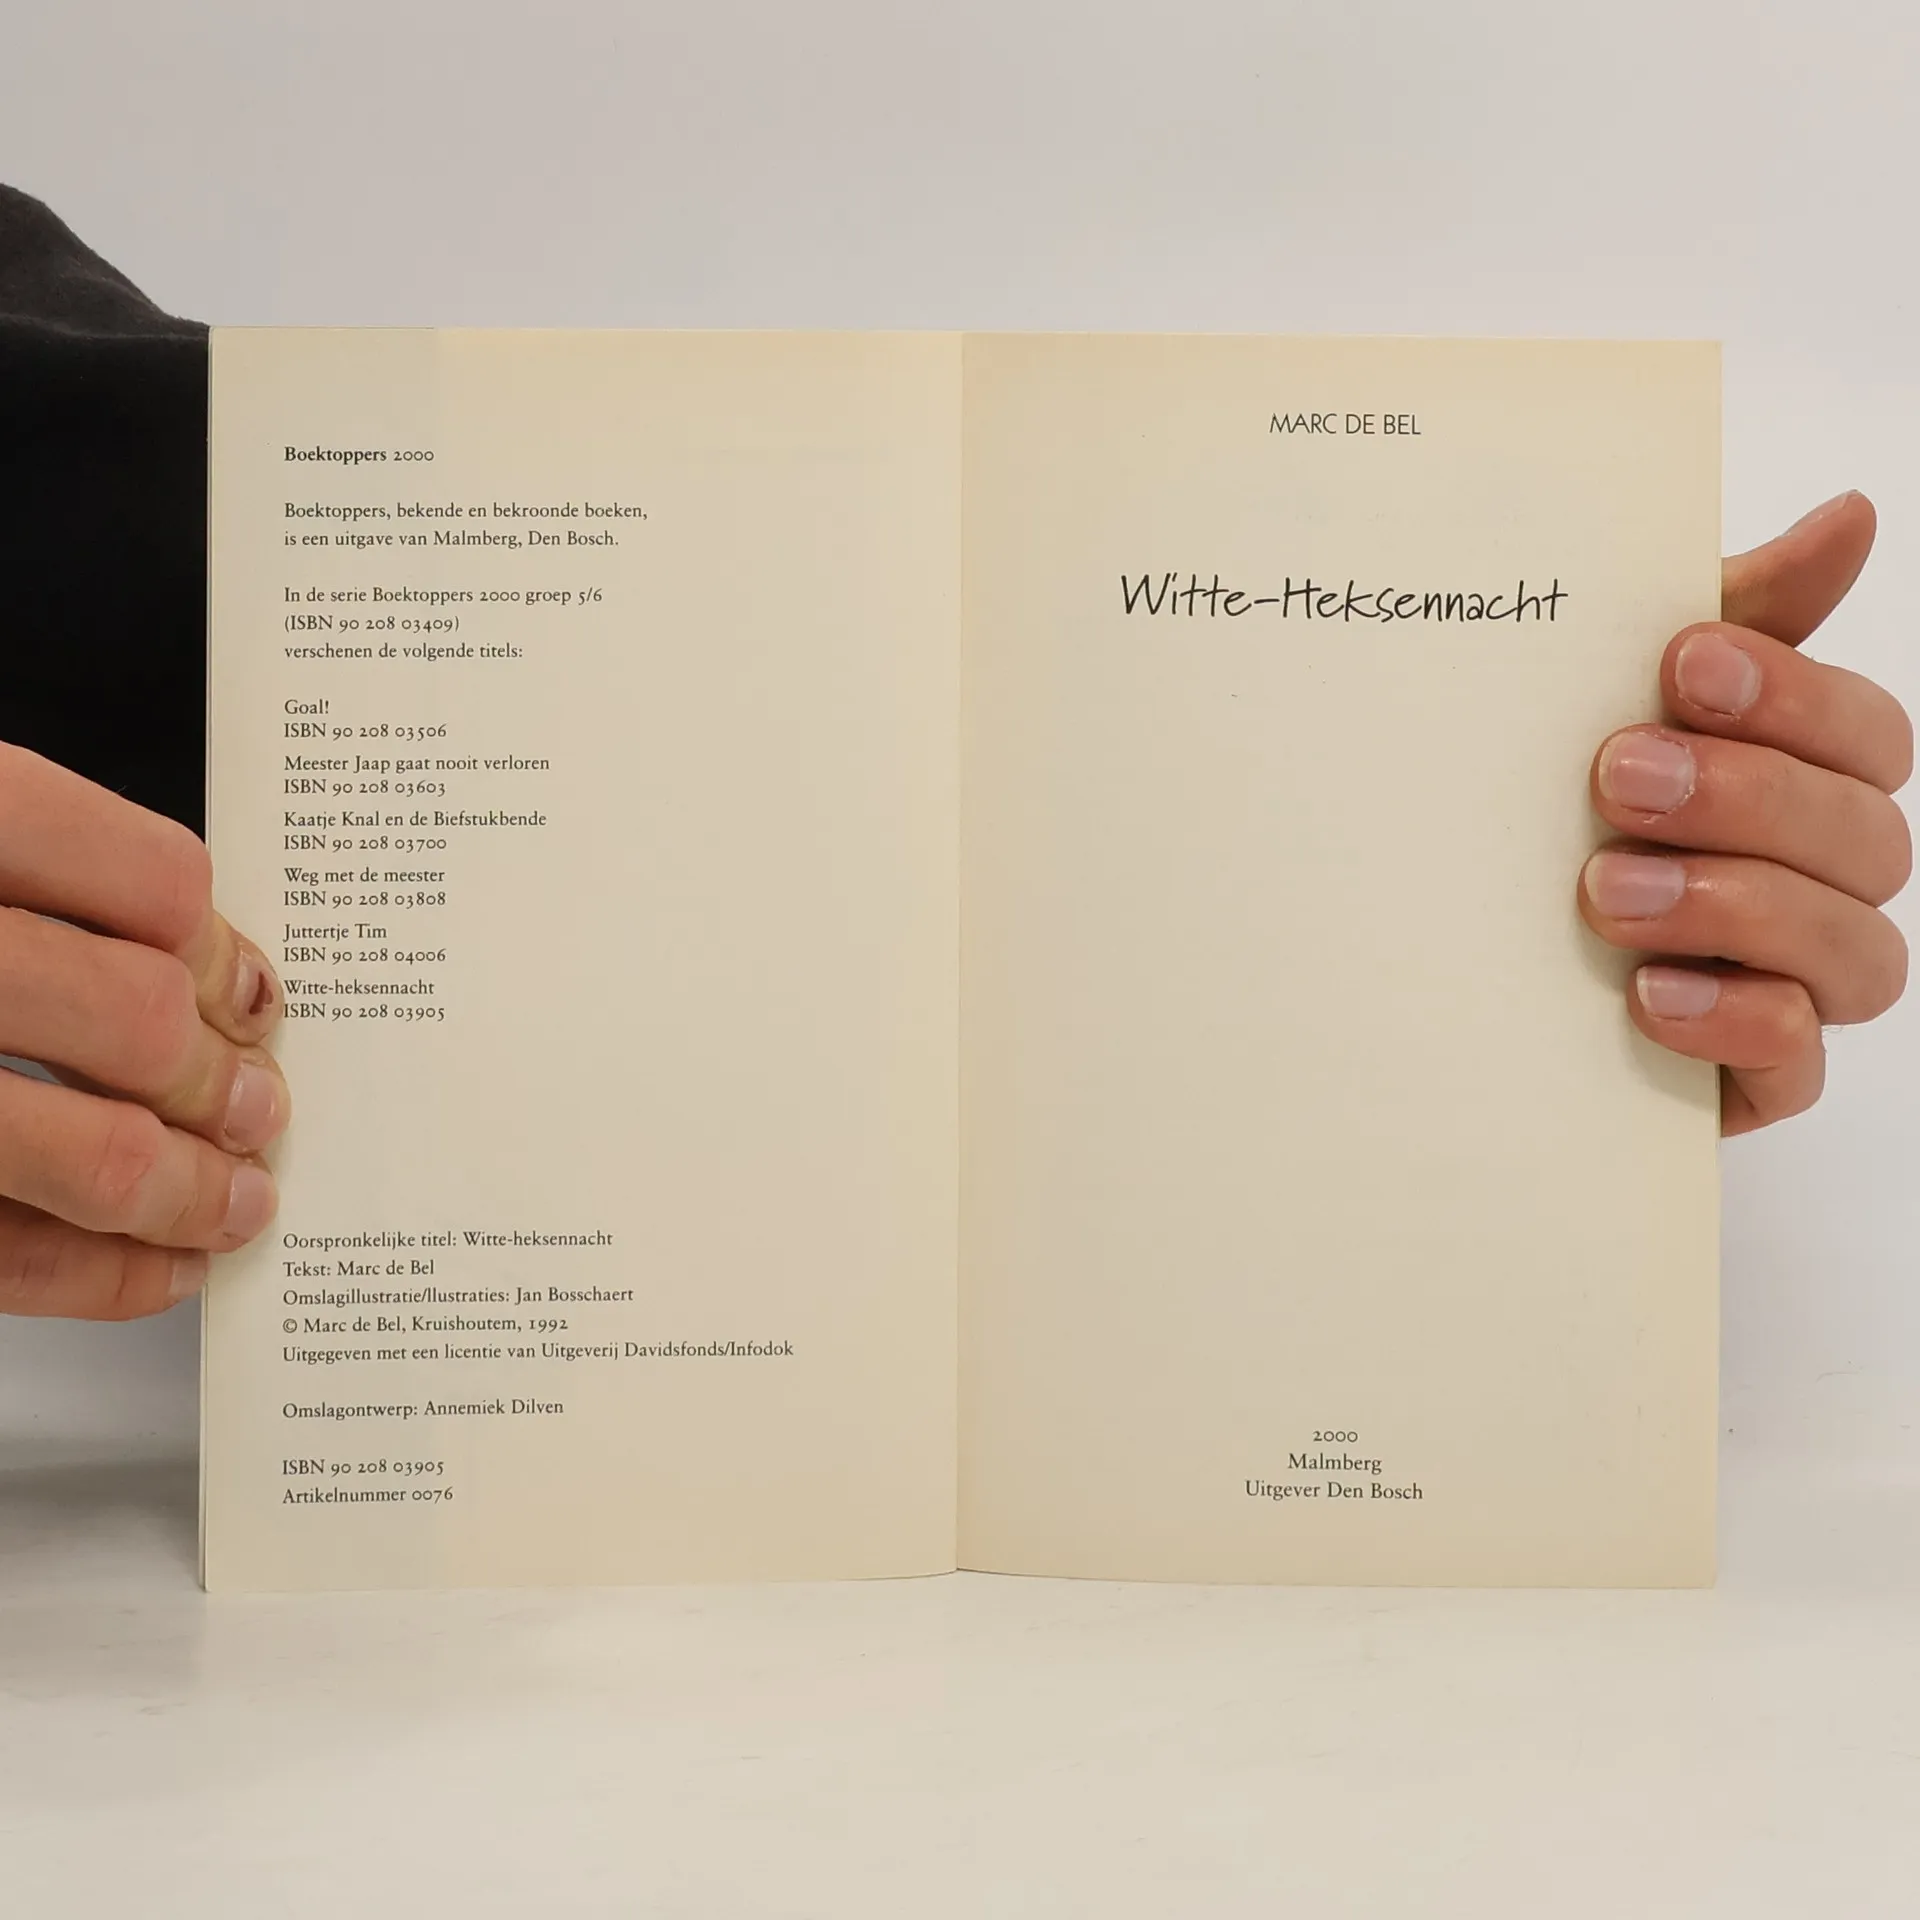 Boektoppers 2000
Boektoppers, bekende en bekroonde boeken,
is een uitgave van Malmberg, Den Bosch.
In de serie Boektoppers 2000 groep 5/6
(ISBN 90 208 03409)
verschenen de volgende titels:
Goal!
ISBN 90 208 03506
Meester Jaap gaat nooit verloren
ISBN 90 208 03603
Kaatje Knal en de Biefstukbende
ISBN 90 208 03700
Weg met de meester
ISBN 90 208 03808
Juttertje Tim
ISBN 90 208 04006
Witte-heksennacht
ISBN 90 208 03905
Oorspronkelijke titel: Witte-heksennacht
Tekst: Marc de Bel
Omslagillustratie/llustraties: Jan Bosschaert
© Marc de Bel, Kruishoutem, 1992
Uitgegeven met een licentie van Uitgeverij Davidsfonds/Infodok
Omslagontwerp: Annemiek Dilven
ISBN 90 208 03905
Artikelnummer 0076
MARC DE BEL
Witte-Heksennacht
2000
Malmberg
Uitgever Den Bosch